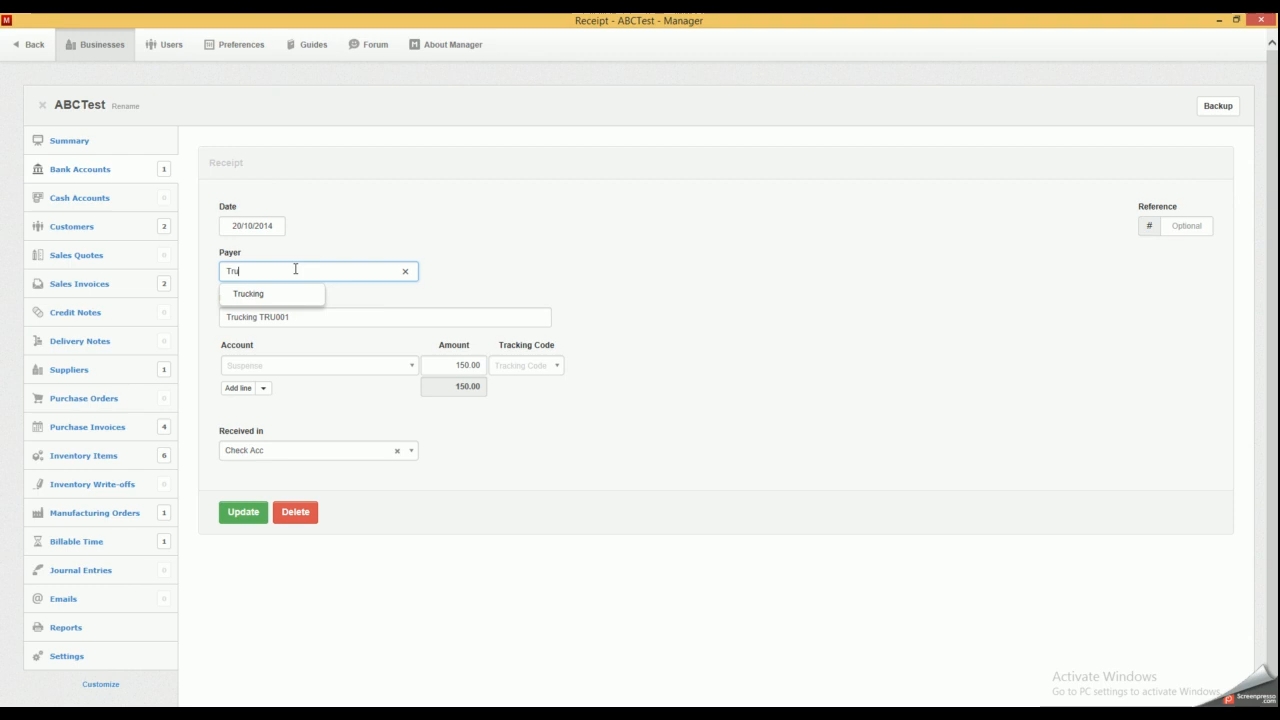 M
Receipt - ABCTest - Manager
Back
Businesses
Users
Preferences
Guides
Forum
About Manager
ABCTest Rename
Backup
Summary
Bank Accounts 1
Cash Accounts 0
Customers 2
Sales Quotes 0
Sales Invoices 2
Credit Notes 0
Delivery Notes 0
Suppliers 1
Purchase Orders 0
Purchase Invoices 4
Inventory Items 6
Inventory Write-offs 0
Manufacturing Orders 1
Billable Time 1
Journal Entries 0
Emails 0
Reports
Settings
Customize
Receipt
Date
20/10/2014
Reference
# Optional
Payer
Tru
Trucking
Trucking TRU001
Account Amount Tracking Code
Suspense 150.00 Tracking Code
Add line 150.00
Received in
Check Acc
Update Delete
Activate Windows
Go to PC settings to activate Windows
Screenpresso
.com